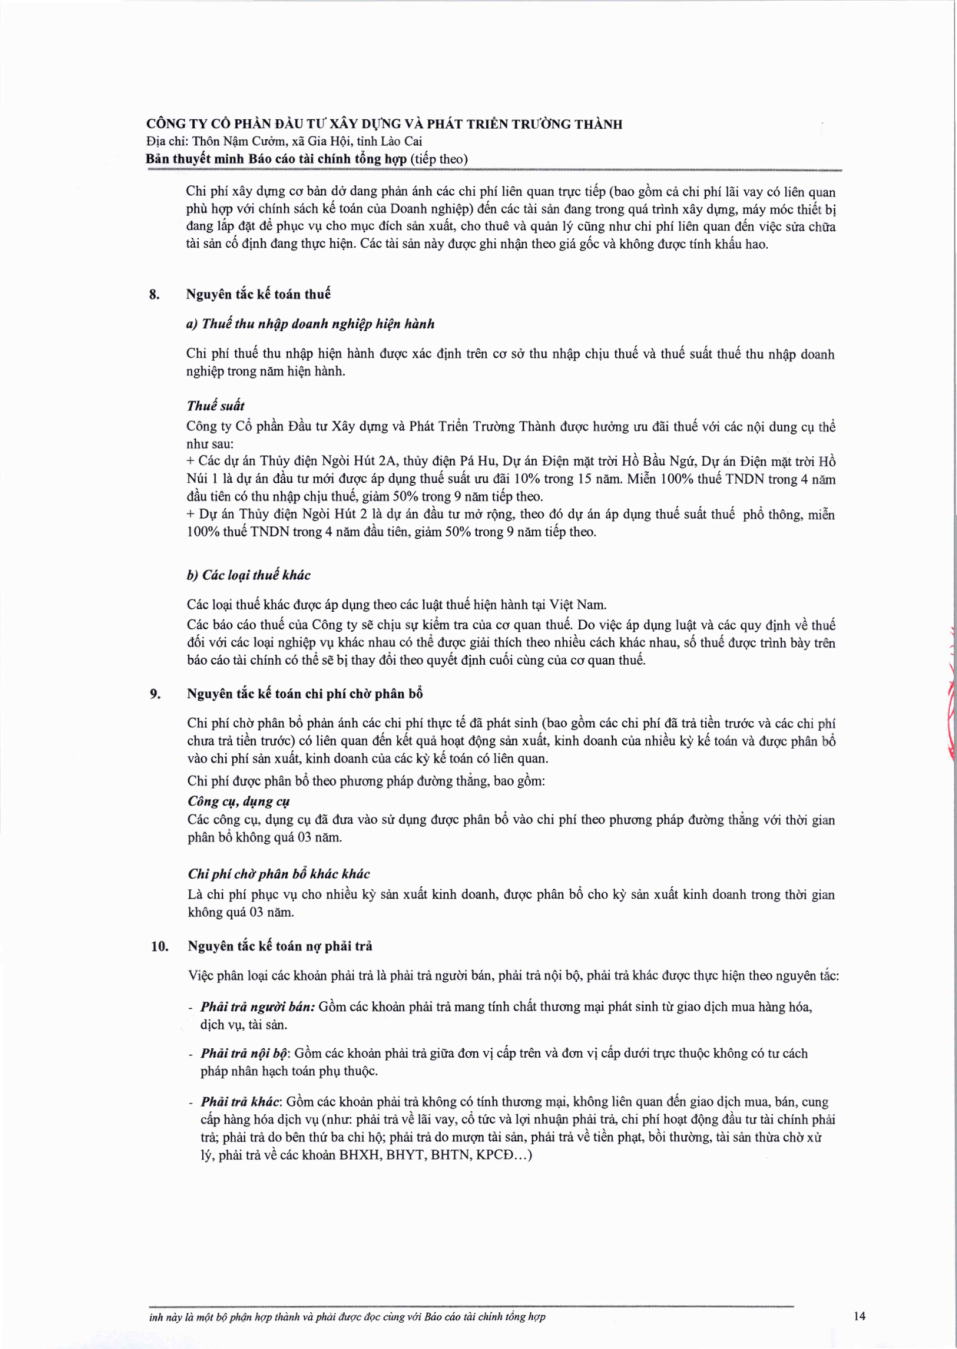 CÔNG TY CỔ PHẦN ĐẦU TƯ XÂY DỰNG VÀ PHÁT TRIỂN TRƯỜNG THÀNH
Địa chỉ: Thôn Nậm Cưởm, xã Gia Hội, tỉnh Lào Cai
Bản thuyết minh Báo cáo tài chính tổng hợp (tiếp theo)
Chi phí xây dựng cơ bản dở dang phản ánh các chi phí liên quan trực tiếp (bao gồm cả chi phí lãi vay có liên quan
phù hợp với chính sách kế toán của Doanh nghiệp) đến các tài sản đang trong quá trình xây dựng, máy móc thiết bị
đang lắp đặt để phục vụ cho mục đích sản xuất, cho thuê và quản lý cũng như chi phí liên quan đến việc sửa chữa
tài sản cố định đang thực hiện. Các tài sản này được ghi nhận theo giá gốc và không được tính khấu hao.
8. Nguyên tắc kế toán thuế
a) Thuế thu nhập doanh nghiệp hiện hành
Chi phí thuế thu nhập hiện hành được xác định trên cơ sở thu nhập chịu thuế và thuế suất thuế thu nhập doanh
nghiệp trong năm hiện hành.
Thuế suất
Công ty Cổ phần Đầu tư Xây dựng và Phát Triển Trường Thành được hưởng ưu đãi thuế với các nội dung cụ thể
như sau:
+ Các dự án Thủy điện Ngòi Hút 2A, thủy điện Pá Hu, Dự án Điện mặt trời Hồ Bầu Ngứ, Dự án Điện mặt trời Hồ
Núi 1 là dự án đầu tư mới được áp dụng thuế suất ưu đãi 10% trong 15 năm. Miễn 100% thuế TNDN trong 4 năm
đầu tiên có thu nhập chịu thuế, giảm 50% trong 9 năm tiếp theo.
+ Dự án Thủy điện Ngòi Hút 2 là dự án đầu tư mở rộng, theo đó dự án áp dụng thuế suất thuế phổ thông, miễn
100% thuế TNDN trong 4 năm đầu tiên, giảm 50% trong 9 năm tiếp theo.
b) Các loại thuế khác
Các loại thuế khác được áp dụng theo các luật thuế hiện hành tại Việt Nam.
Các báo cáo thuế của Công ty sẽ chịu sự kiểm tra của cơ quan thuế. Do việc áp dụng luật và các quy định về thuế
đối với các loại nghiệp vụ khác nhau có thể được giải thích theo nhiều cách khác nhau, số thuế được trình bày trên
báo cáo tài chính có thể sẽ bị thay đổi theo quyết định cuối cùng của cơ quan thuế.
9. Nguyên tắc kế toán chi phí chờ phân bổ
Chi phí chờ phân bổ phản ánh các chi phí thực tế đã phát sinh (bao gồm các chi phí đã trả tiền trước và các chi phí
chưa trả tiền trước) có liên quan đến kết quả hoạt động sản xuất, kinh doanh của nhiều kỳ kế toán và được phân bổ
vào chi phí sản xuất, kinh doanh của các kỳ kế toán có liên quan.
Chi phí được phân bổ theo phương pháp đường thẳng, bao gồm:
Công cụ, dụng cụ
Các công cụ, dụng cụ đã đưa vào sử dụng được phân bổ vào chi phí theo phương pháp đường thẳng với thời gian
phân bổ không quá 03 năm.
Chi phí chờ phân bổ khác khác
Là chi phí phục vụ cho nhiều kỳ sản xuất kinh doanh, được phân bổ cho kỳ sản xuất kinh doanh trong thời gian
không quá 03 năm.
10. Nguyên tắc kế toán nợ phải trả
Việc phân loại các khoản phải trả là phải trả người bán, phải trả nội bộ, phải trả khác được thực hiện theo nguyên tắc:
- Phải trả người bán: Gồm các khoản phải trả mang tính chất thương mại phát sinh từ giao dịch mua hàng hóa,
dịch vụ, tài sản.
- Phải trả nội bộ: Gồm các khoản phải trả giữa đơn vị cấp trên và đơn vị cấp dưới trực thuộc không có tư cách
pháp nhân hạch toán phụ thuộc.
- Phải trả khác: Gồm các khoản phải trả không có tính thương mại, không liên quan đến giao dịch mua, bán, cung
cấp hàng hóa dịch vụ (như: phải trả về lãi vay, cổ tức và lợi nhuận phải trả, chi phí hoạt động đầu tư tài chính phải
trả; phải trả do bên thứ ba chi hộ; phải trả do mượn tài sản, phải trả về tiền phạt, bồi thường, tài sản thừa chờ xử
lý, phải trả về các khoản BHXH, BHYT, BHTN, KPCĐ...)
inh này là một bộ phận hợp thành và phải được đọc cùng với Báo cáo tài chính tổng hợp 14